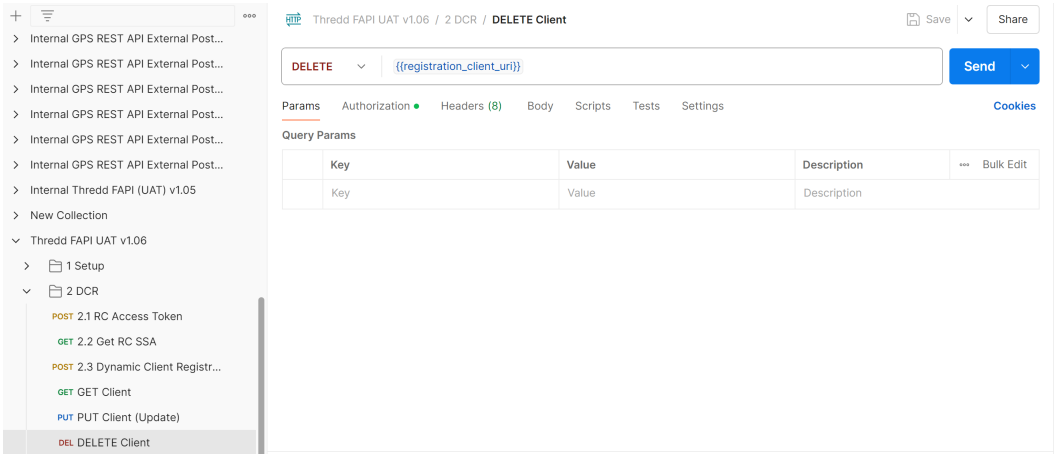 Internal GPS REST API External Post...
Internal GPS REST API External Post...
Internal GPS REST API External Post...
Internal GPS REST API External Post...
Internal GPS REST API External Post...
Internal GPS REST API External Post...
Internal Thredd FAPI (UAT) v1.05
New Collection
Thredd FAPI UAT v1.06
1 Setup
2 DCR
POST 2.1 RC Access Token
GET 2.2 Get RC SSA
POST 2.3 Dynamic Client Registr...
GET GET Client
PUT PUT Client (Update)
DEL DELETE Client
HTTP Thredd FAPI UAT v1.06 / 2 DCR / DELETE Client Save Share
DELETE {{registration_client_uri}} Send
Params Authorization Headers (8) Body Scripts Tests Settings Cookies
Query Params
Key Value Description Bulk Edit
Key Value Description